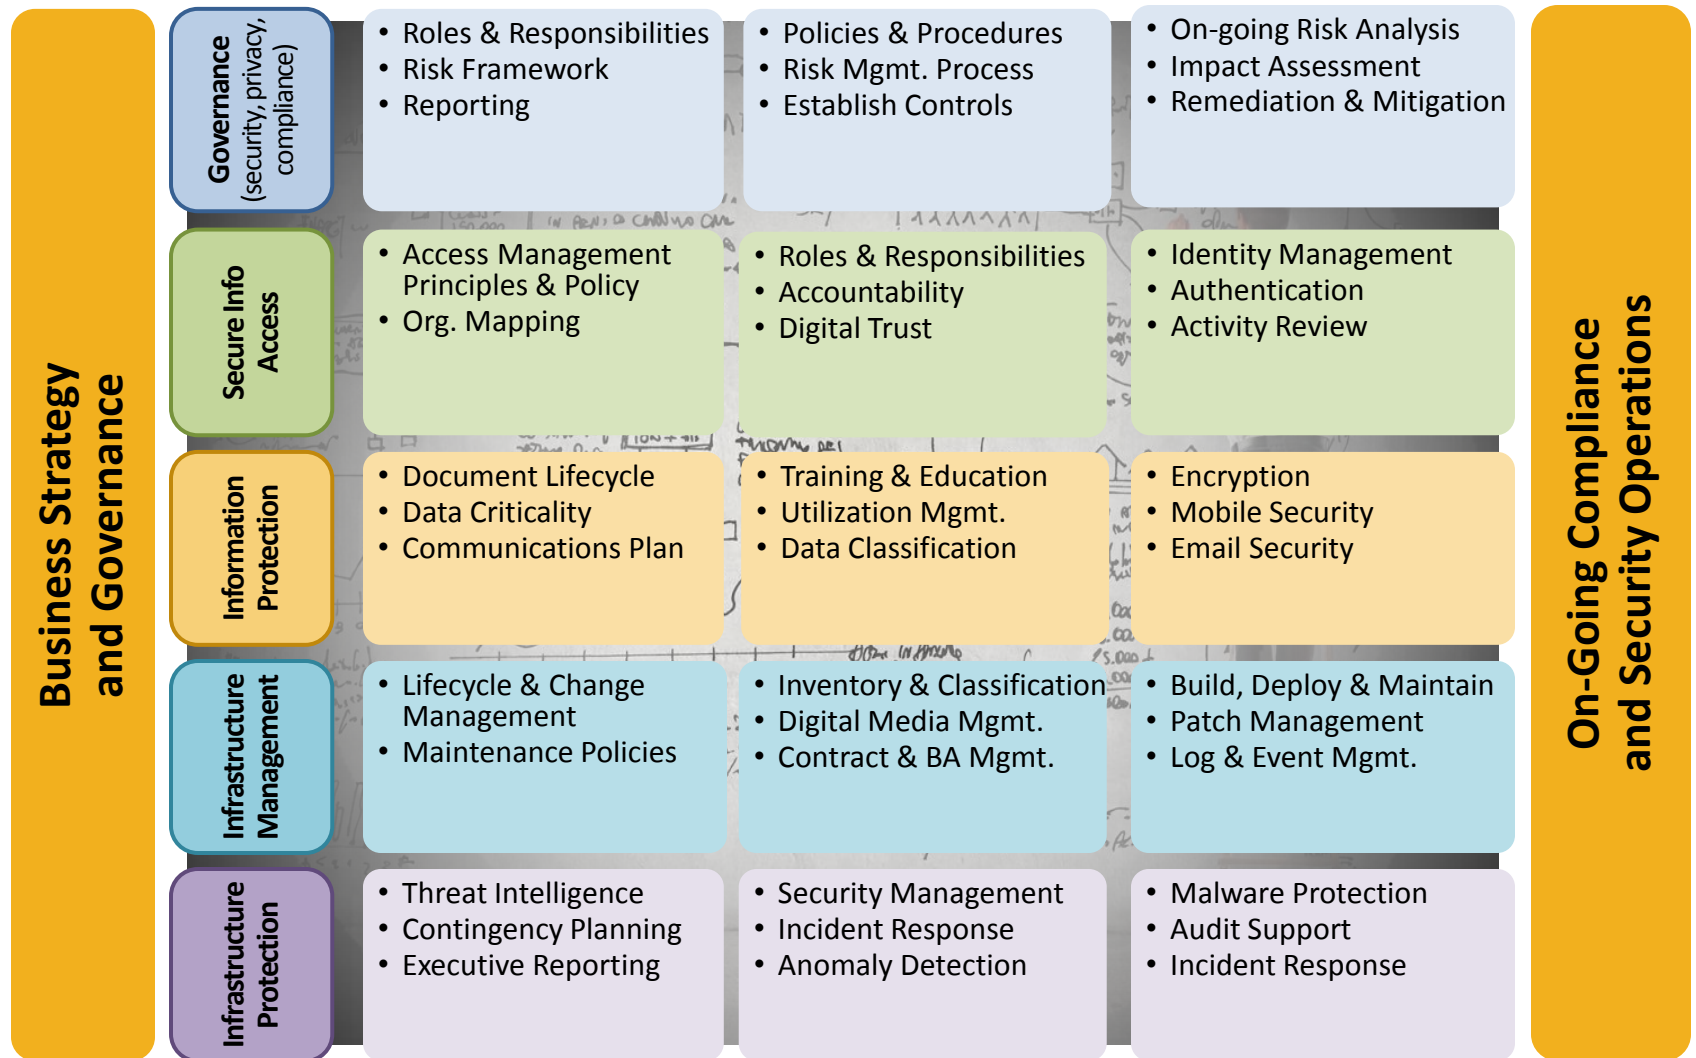 Business Strategy
and Governance
Governance
(security, privacy,
compliance)
• Roles & Responsibilities
• Risk Framework
• Reporting
• Policies & Procedures
• Risk Mgmt. Process
• Establish Controls
• On-going Risk Analysis
• Impact Assessment
• Remediation & Mitigation
Secure Info
Access
• Access Management
Principles & Policy
• Org. Mapping
• Roles & Responsibilities
• Accountability
• Digital Trust
• Identity Management
• Authentication
• Activity Review
Information
Protection
• Document Lifecycle
• Data Criticality
• Communications Plan
• Training & Education
• Utilization Mgmt.
• Data Classification
• Encryption
• Mobile Security
• Email Security
Infrastructure
Management
• Lifecycle & Change
Management
• Maintenance Policies
• Inventory & Classification
• Digital Media Mgmt.
• Contract & BA Mgmt.
• Build, Deploy & Maintain
• Patch Management
• Log & Event Mgmt.
Infrastructure
Protection
• Threat Intelligence
• Contingency Planning
• Executive Reporting
• Security Management
• Incident Response
• Anomaly Detection
• Malware Protection
• Audit Support
• Incident Response
On-Going Compliance
and Security Operations